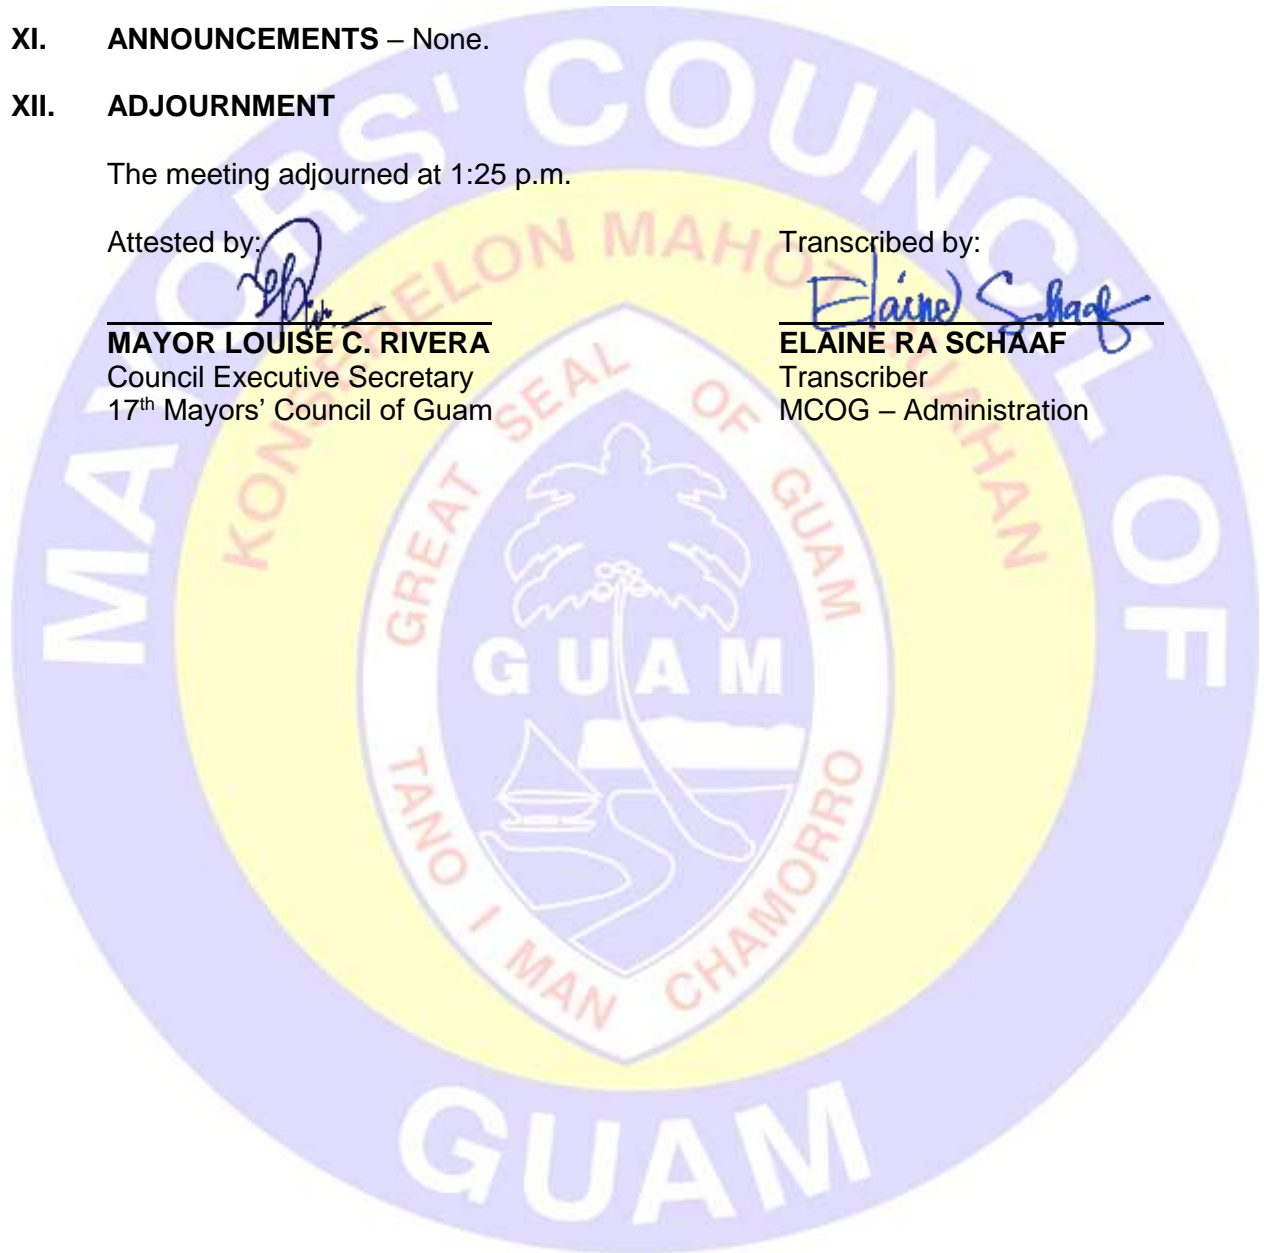 XI. ANNOUNCEMENTS – None.
XII. ADJOURNMENT
The meeting adjourned at 1:25 p.m.
Attested by:
MAYOR LOUISE C. RIVERA
Council Executive Secretary
17th Mayors' Council of Guam
Transcribed by:
Elaine Schaaf
ELAINE RA SCHAAF
Transcriber
MCOG – Administration
MAYORS' COUNCIL OF
GUAM
GREAT SEAL OF GUAM
GUAM
TANO I MAN CHAMORRO